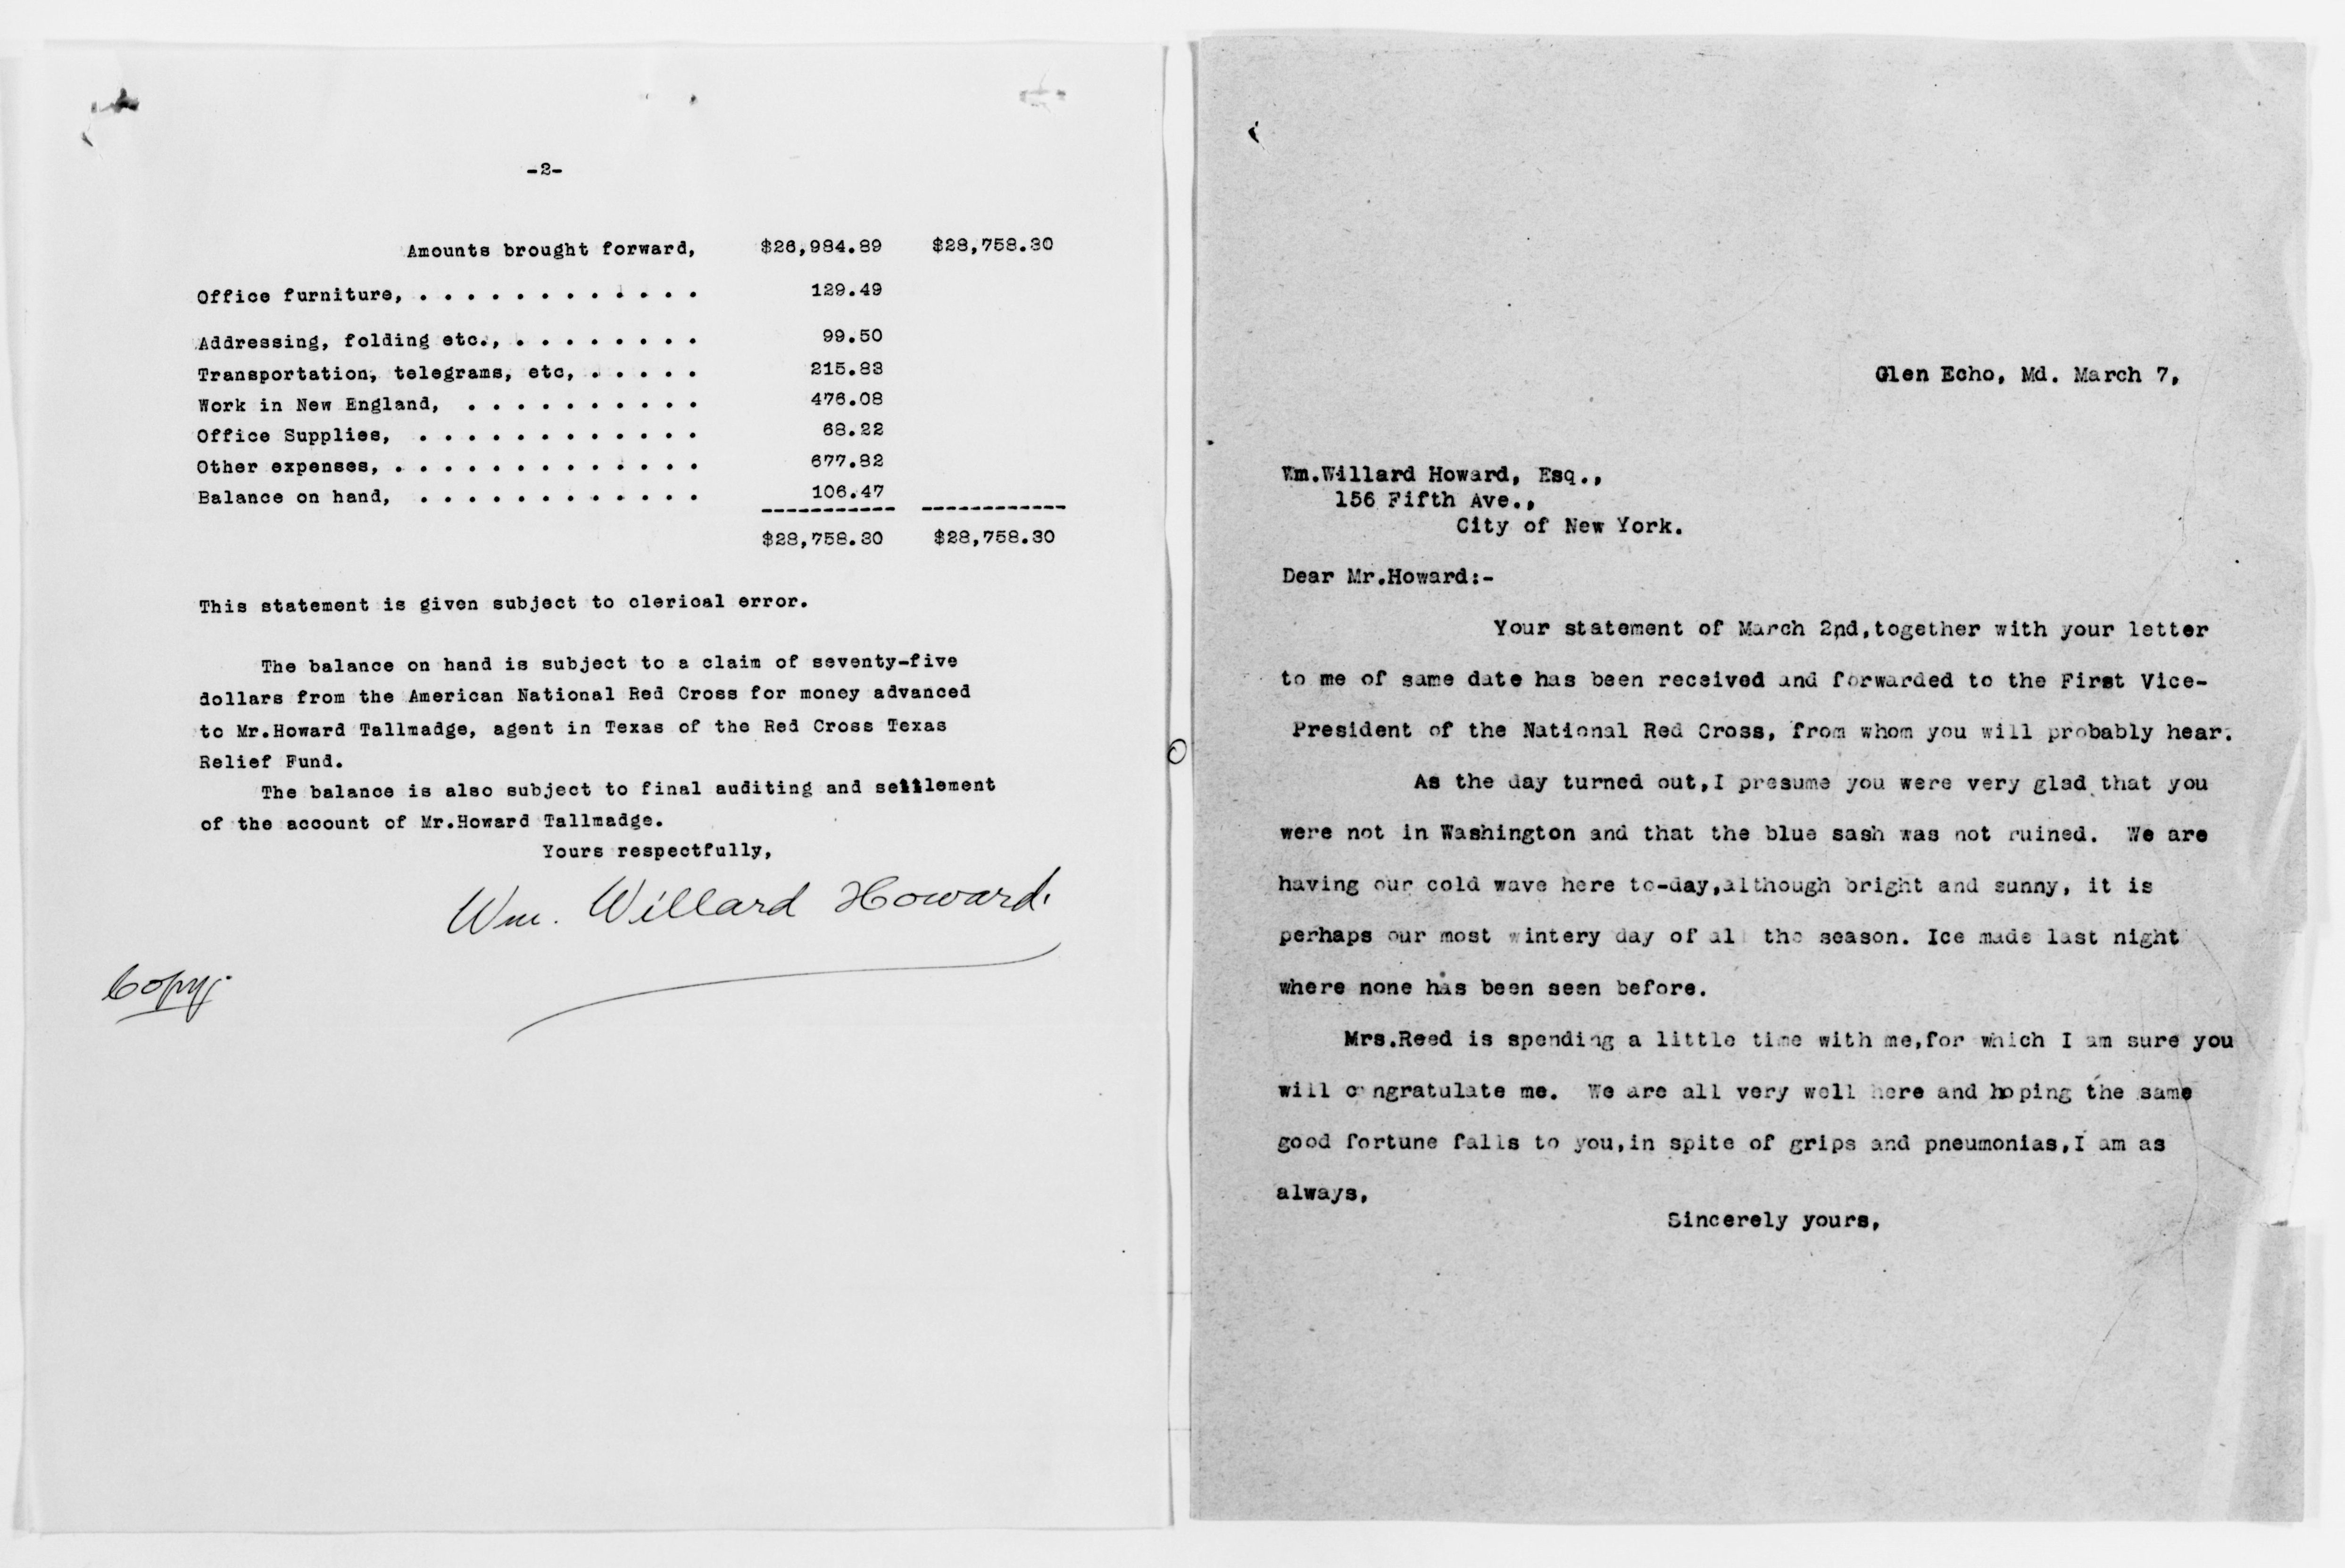 -2-
Amounts brought forward, $26,984.89 $28,758.30
Office furniture, . . . . . . . . . . . . 129.49
Addressing, folding etc., . . . . . . . . 99.50
Transportation, telegrams, etc, . . . . . 215.83
Work in New England, . . . . . . . . . . 476.08
Office Supplies, . . . . . . . . . . . . 68.22
Other expenses, . . . . . . . . . . . . . 677.82
Balance on hand, . . . . . . . . . . . . 106.47
----------- ------------
$28,758.30 $28,758.30
This statement is given subject to clerical error.
The balance on hand is subject to a claim of seventy-five
dollars from the American National Red Cross for money advanced
to Mr.Howard Tallmadge, agent in Texas of the Red Cross Texas
Relief Fund.
The balance is also subject to final auditing and settlement
of the account of Mr.Howard Tallmadge.
Yours respectfully,
Wm. Willard Howard.
Copy.
Glen Echo, Md. March 7,
Wm.Willard Howard, Esq.,
156 Fifth Ave.,
City of New York.
Dear Mr.Howard:-
Your statement of March 2nd,together with your letter
to me of same date has been received and forwarded to the First Vice-
President of the National Red Cross, from whom you will probably hear.
As the day turned out,I presume you were very glad that you
were not in Washington and that the blue sash was not ruined. We are
having our cold wave here to-day,although bright and sunny, it is
perhaps our most wintery day of all the season. Ice made last night
where none has been seen before.
Mrs.Reed is spending a little time with me,for which I am sure you
will congratulate me. We are all very well here and hoping the same
good fortune falls to you,in spite of grips and pneumonias,I am as
always,
Sincerely yours,